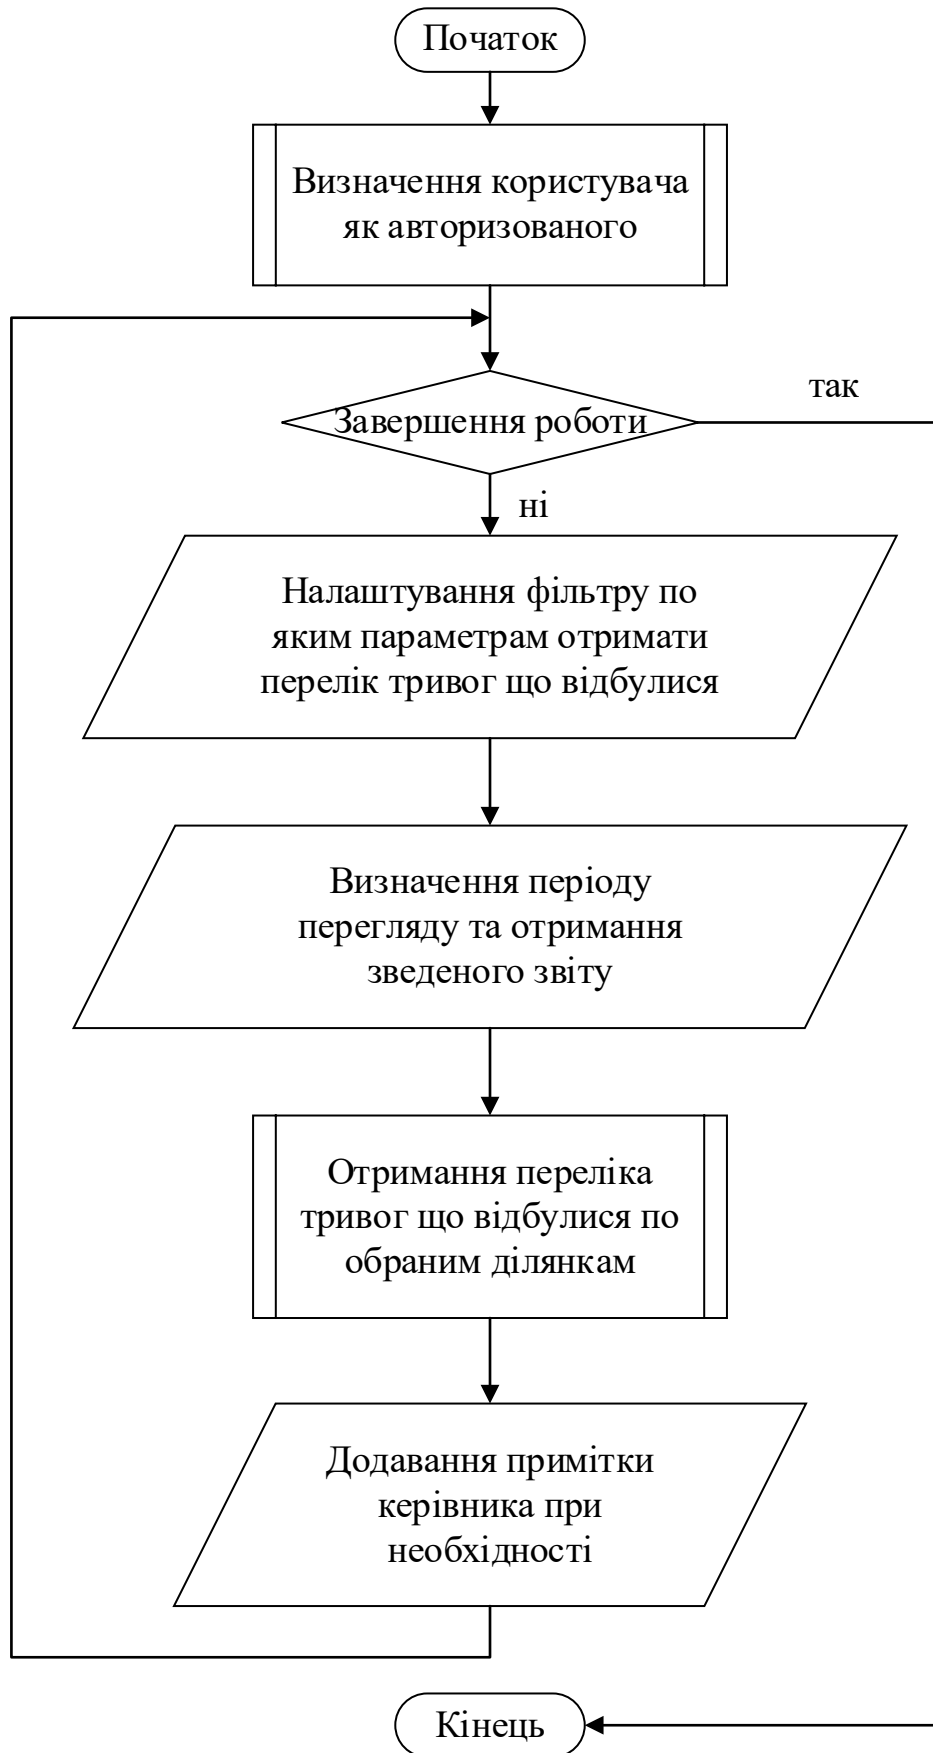 Початок
Визначення користувача
як авторизованого
так
Завершення роботи
ні
Налаштування фільтру по
яким параметрам отримати
перелік тривог що відбулися
Визначення періоду
перегляду та отримання
зведеного звіту
Отримання переліка
тривог що відбулися по
обраним ділянкам
Додавання примітки
керівника при
необхідності
Кінець